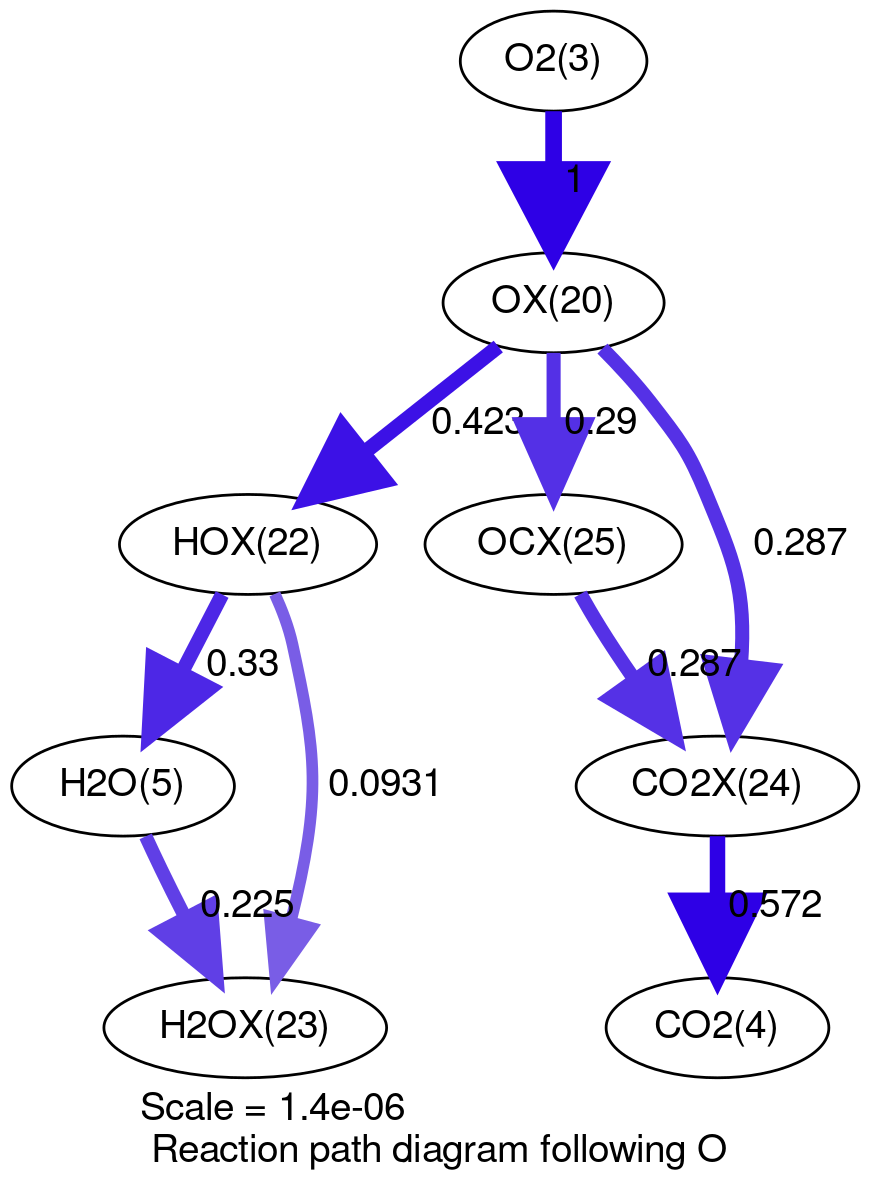 O2(3)
1
OX(20)
0.423
0.29
0.287
HOX(22)
OCX(25)
0.33
0.287
H2O(5)
0.0931
CO2X(24)
0.225
0.572
H2OX(23)
CO2(4)
Scale = 1.4e-06
Reaction path diagram following O